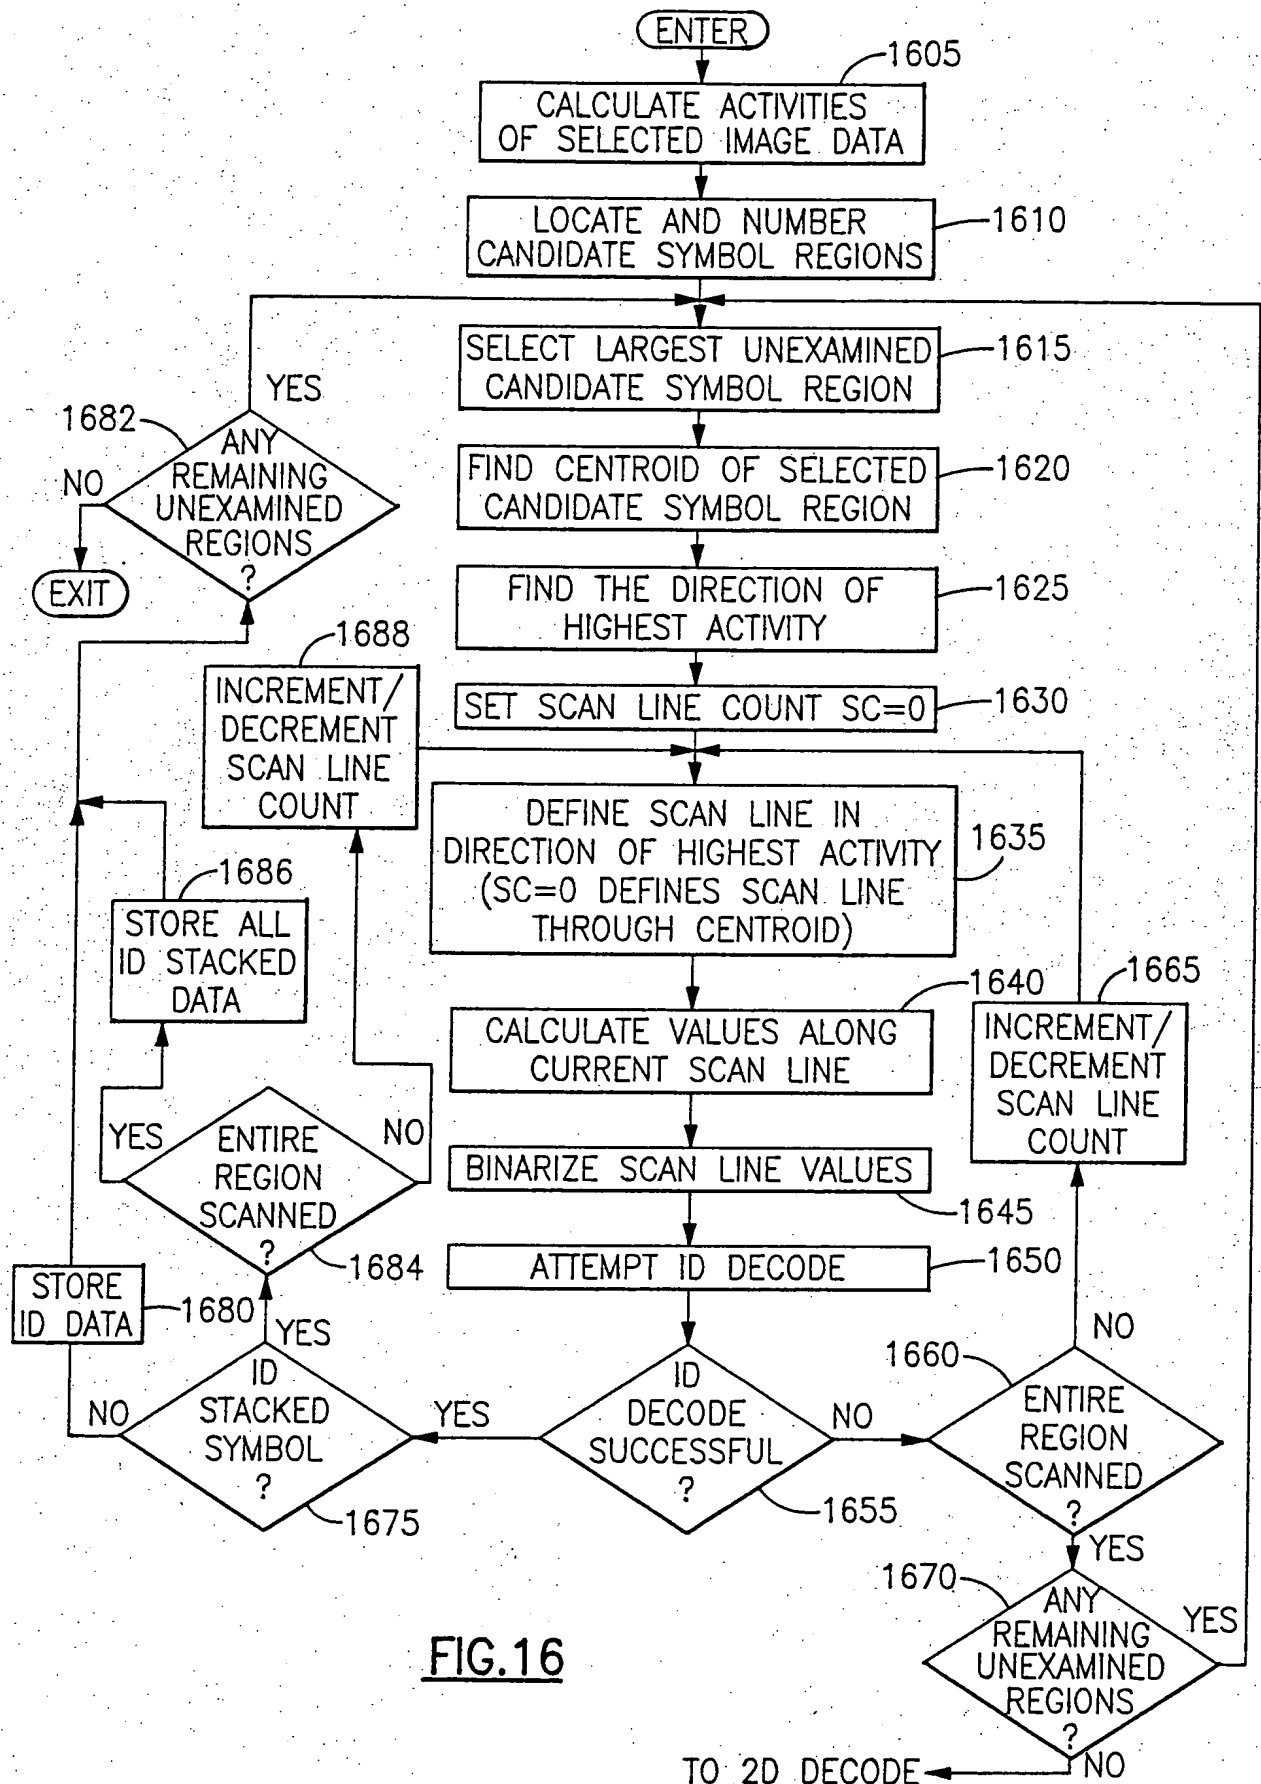 ENTER
1605
CALCULATE ACTIVITIES
OF SELECTED IMAGE DATA
LOCATE AND NUMBER
CANDIDATE SYMBOL REGIONS
1610
SELECT LARGEST UNEXAMINED
CANDIDATE SYMBOL REGION
1615
YES
1682
ANY
REMAINING
UNEXAMINED
REGIONS
?
NO
EXIT
FIND CENTROID OF SELECTED
CANDIDATE SYMBOL REGION
1620
FIND THE DIRECTION OF
HIGHEST ACTIVITY
1625
1688
INCREMENT/
DECREMENT
SCAN LINE
COUNT
SET SCAN LINE COUNT SC=0
1630
DEFINE SCAN LINE IN
DIRECTION OF HIGHEST ACTIVITY
(SC=0 DEFINES SCAN LINE
THROUGH CENTROID)
1635
1686
STORE ALL
ID STACKED
DATA
1640
CALCULATE VALUES ALONG
CURRENT SCAN LINE
1665
INCREMENT/
DECREMENT
SCAN LINE
COUNT
YES
ENTIRE
REGION
SCANNED
?
NO
1684
BINARIZE SCAN LINE VALUES
1645
ATTEMPT ID DECODE
1650
STORE
ID DATA
1680
YES
NO
ID
STACKED
SYMBOL
?
1675
YES
ID
DECODE
SUCCESSFUL
?
1655
NO
1660
NO
ENTIRE
REGION
SCANNED
?
YES
1670
ANY
REMAINING
UNEXAMINED
REGIONS
?
YES
NO
TO 2D DECODE
FIG.16